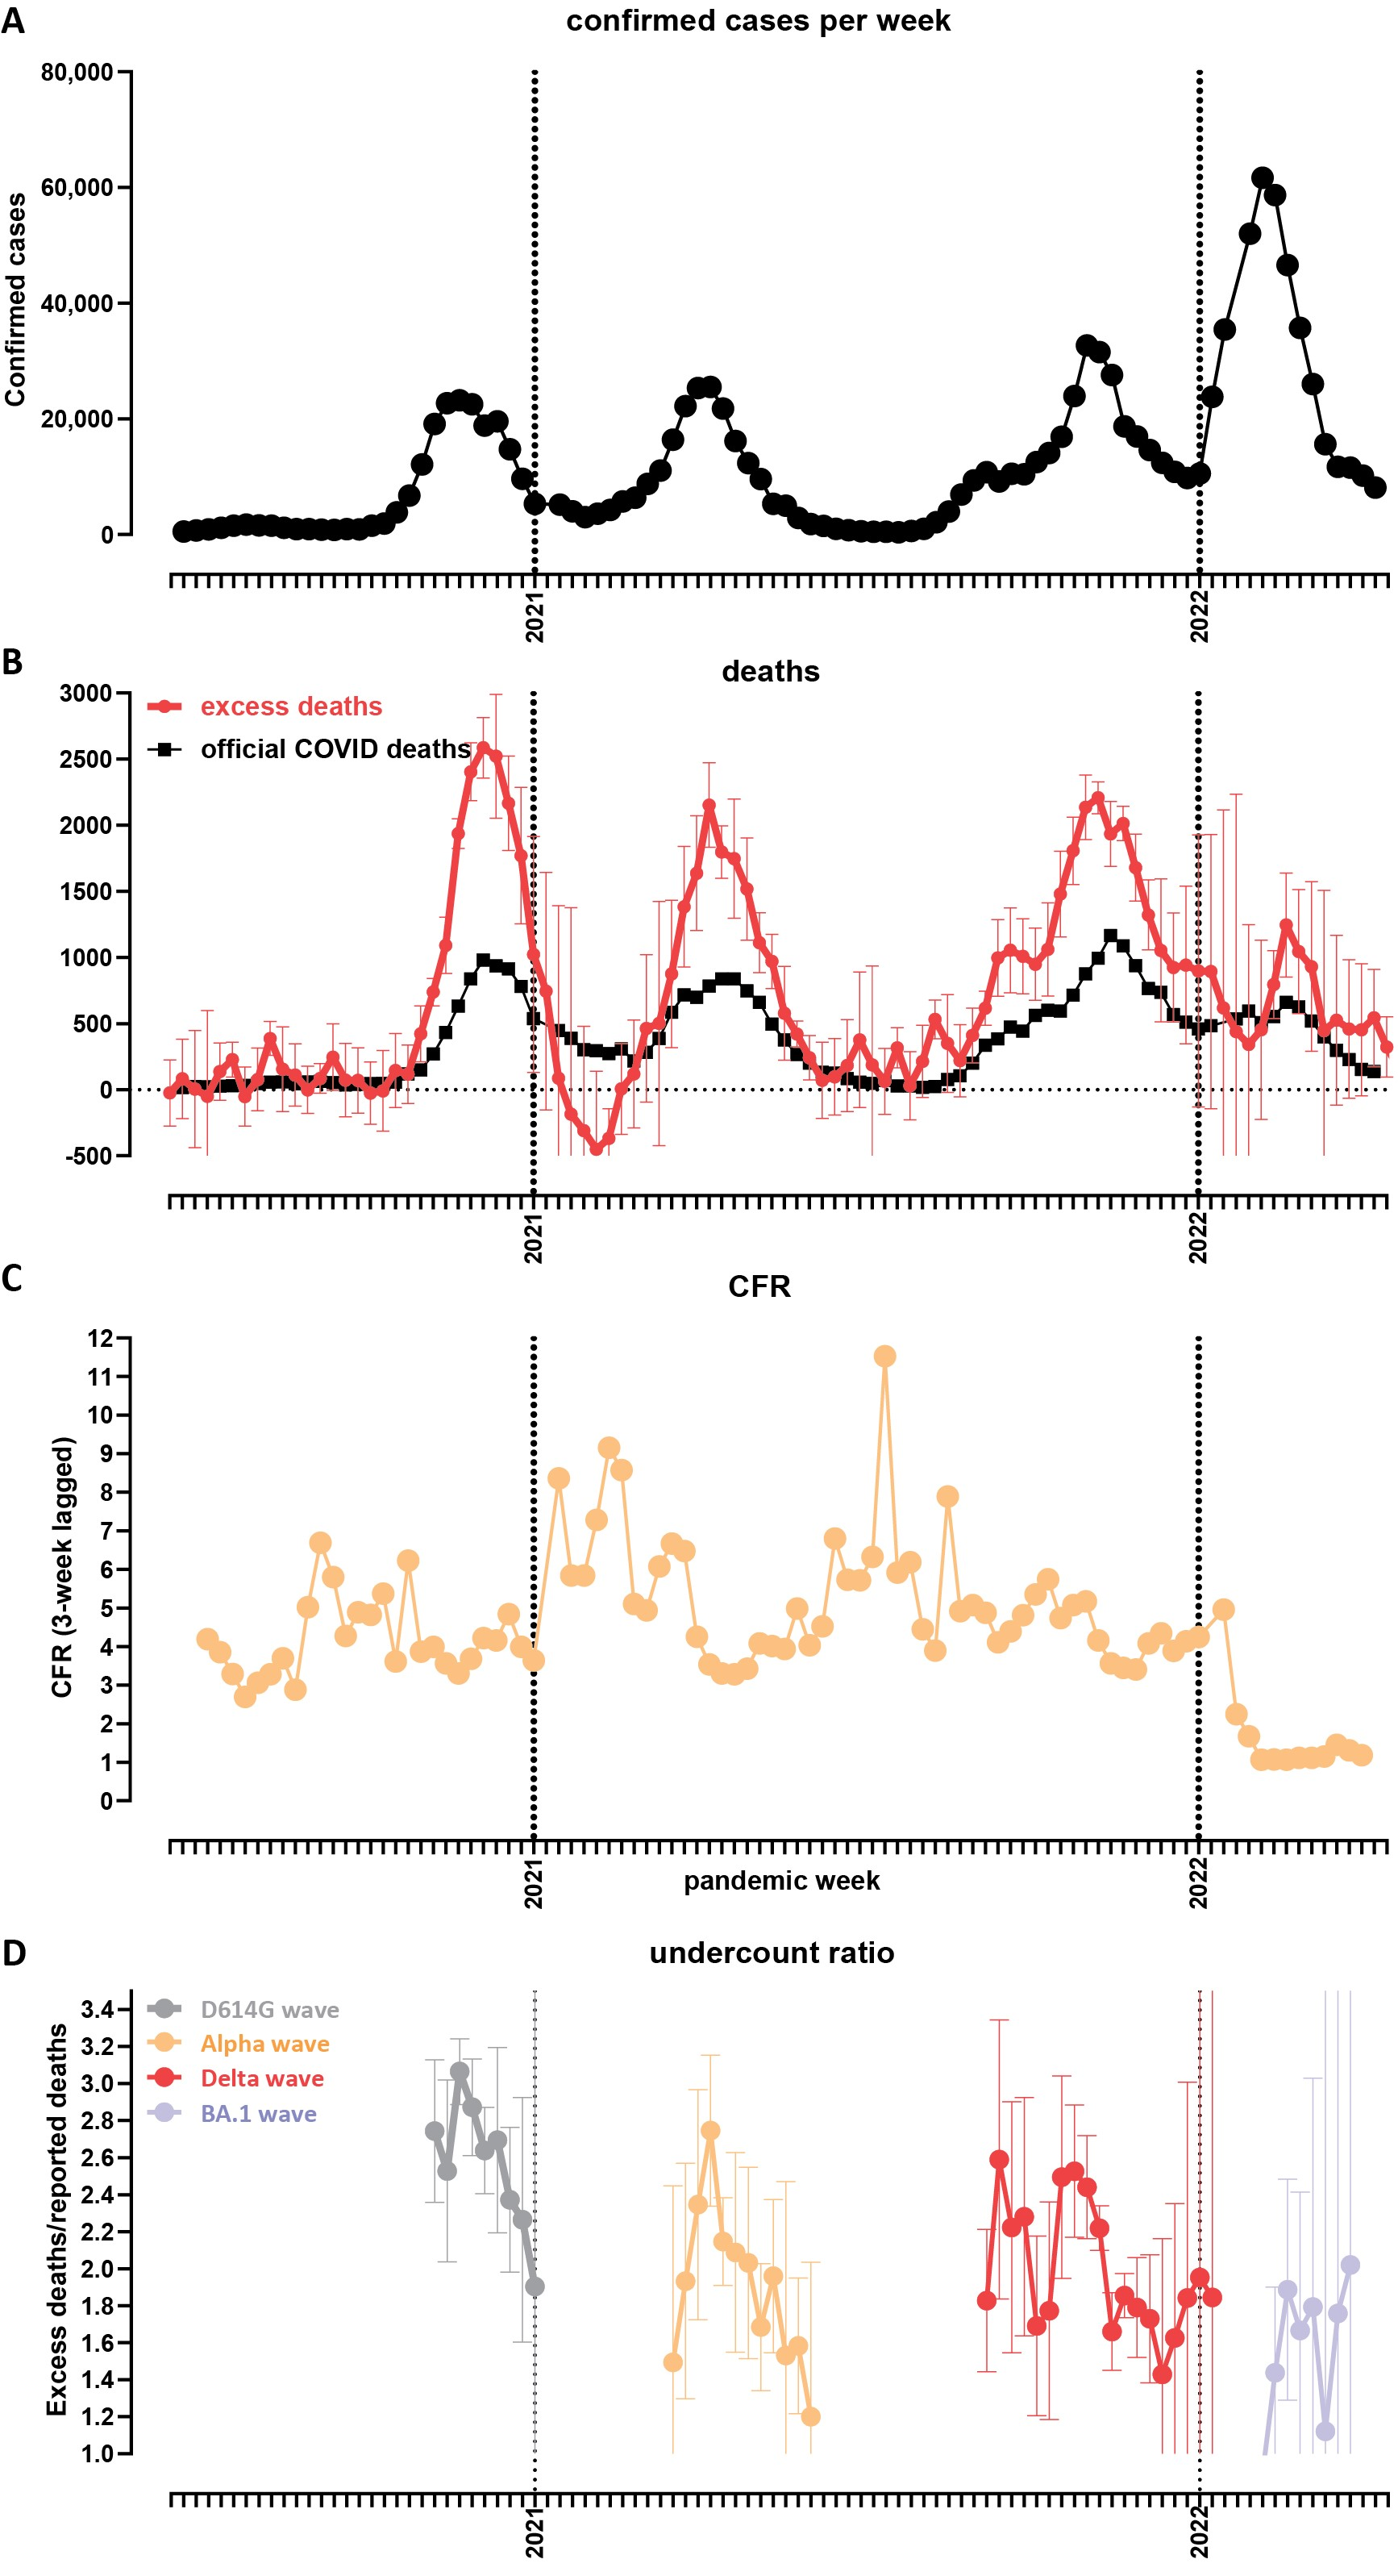 A
confirmed cases per week
Confirmed cases
80,000
60,000
40,000
20,000
0
2021
2022
B
deaths
excess deaths
official COVID deaths
3000
2500
2000
1500
1000
500
0
-500
2021
2022
C
CFR
CFR (3-week lagged)
12
11
10
9
8
7
6
5
4
3
2
1
0
2021
pandemic week
2022
D
undercount ratio
D614G wave
Alpha wave
Delta wave
BA.1 wave
Excess deaths/reported deaths
3.4
3.2
3.0
2.8
2.6
2.4
2.2
2.0
1.8
1.6
1.4
1.2
1.0
2021
2022